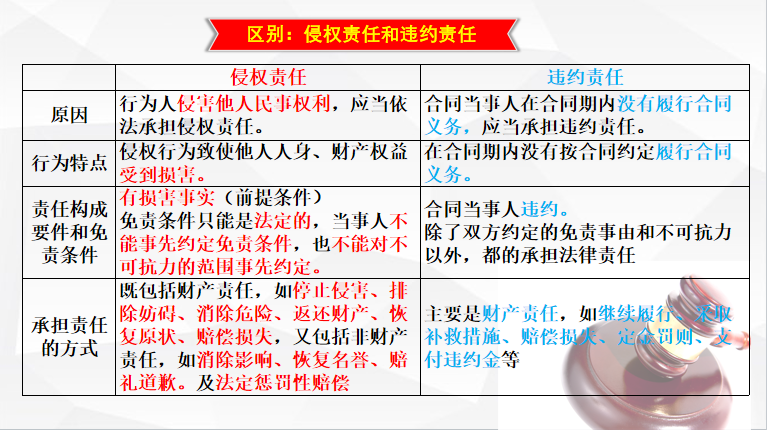 区别：侵权责任和违约责任
侵权责任
违约责任
原因
行为人侵害他人民事权利，应当依
法承担侵权责任。
合同当事人在合同期内没有履行合同
义务，应当承担违约责任。
行为特点
侵权行为致使他人人身、财产权益
受到损害。
在合同期内没有按合同约定履行合同
义务。
责任构成
要件和免
责条件
有损害事实（前提条件）
免责条件只能是法定的，当事人不
能事先约定免责条件，也不能对不
可抗力的范围事先约定。
合同当事人违约。
除了双方约定的免责事由和不可抗力
以外，都的承担法律责任
承担责任
的方式
既包括财产责任，如停止侵害、排
除妨碍、消除危险、返还财产、恢
复原状、赔偿损失，又包括非财产
责任，如消除影响、恢复名誉、赔
礼道歉。及法定惩罚性赔偿
主要是财产责任，如继续履行、采取
补救措施、赔偿损失、定金罚则、支
付违约金等